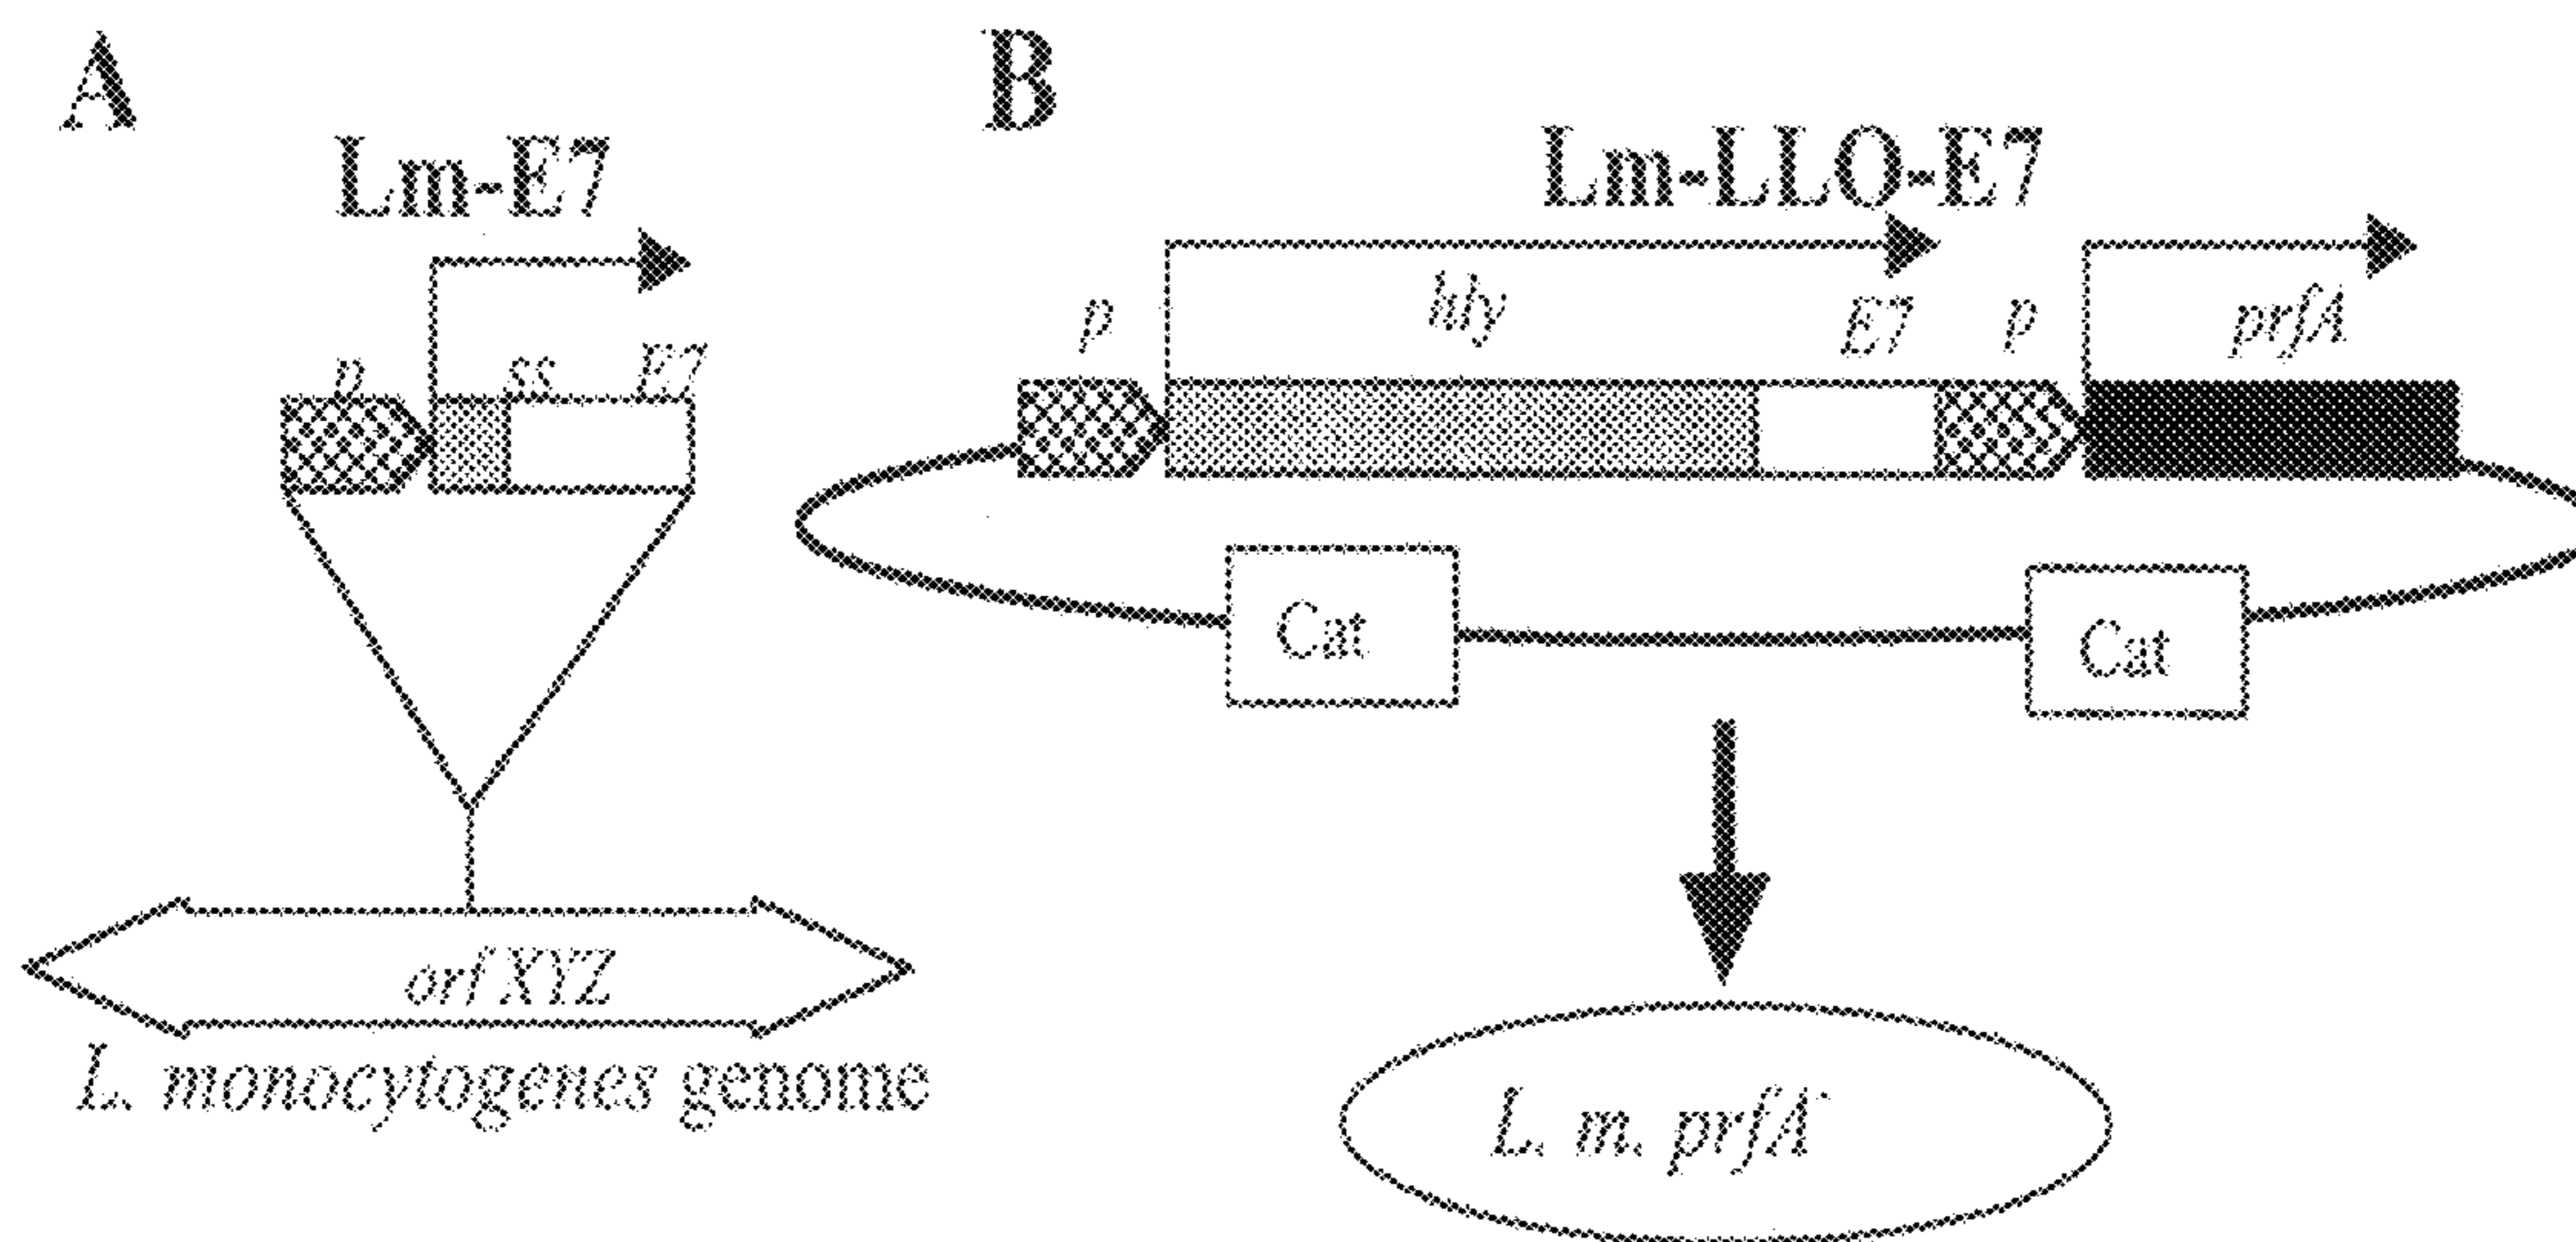 A
Lm-E7
p ss E7
orf XYZ
L. monocytogenes genome
B
Lm-LLO-E7
p hly E7 p prfA
Cat Cat
L. m. prfA-